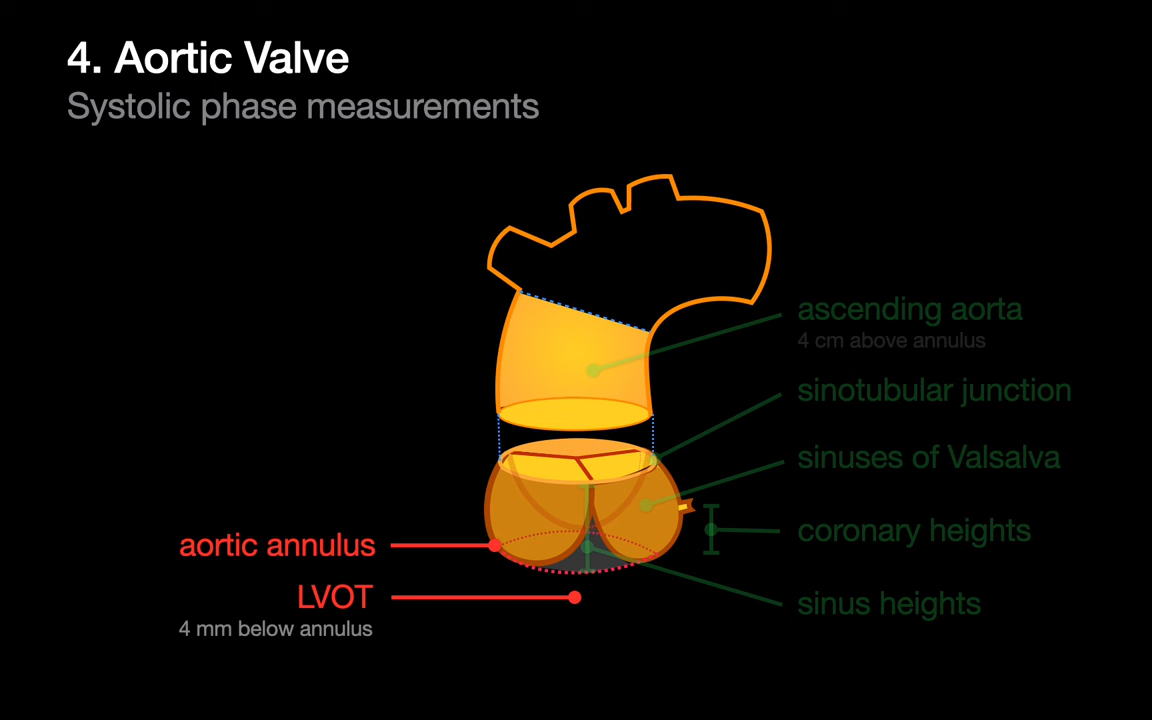 4. Aortic Valve
Systolic phase measurements
ascending aorta
4 cm above annulus
sinotubular junction
sinuses of Valsalva
coronary heights
sinus heights
aortic annulus
LVOT
4 mm below annulus